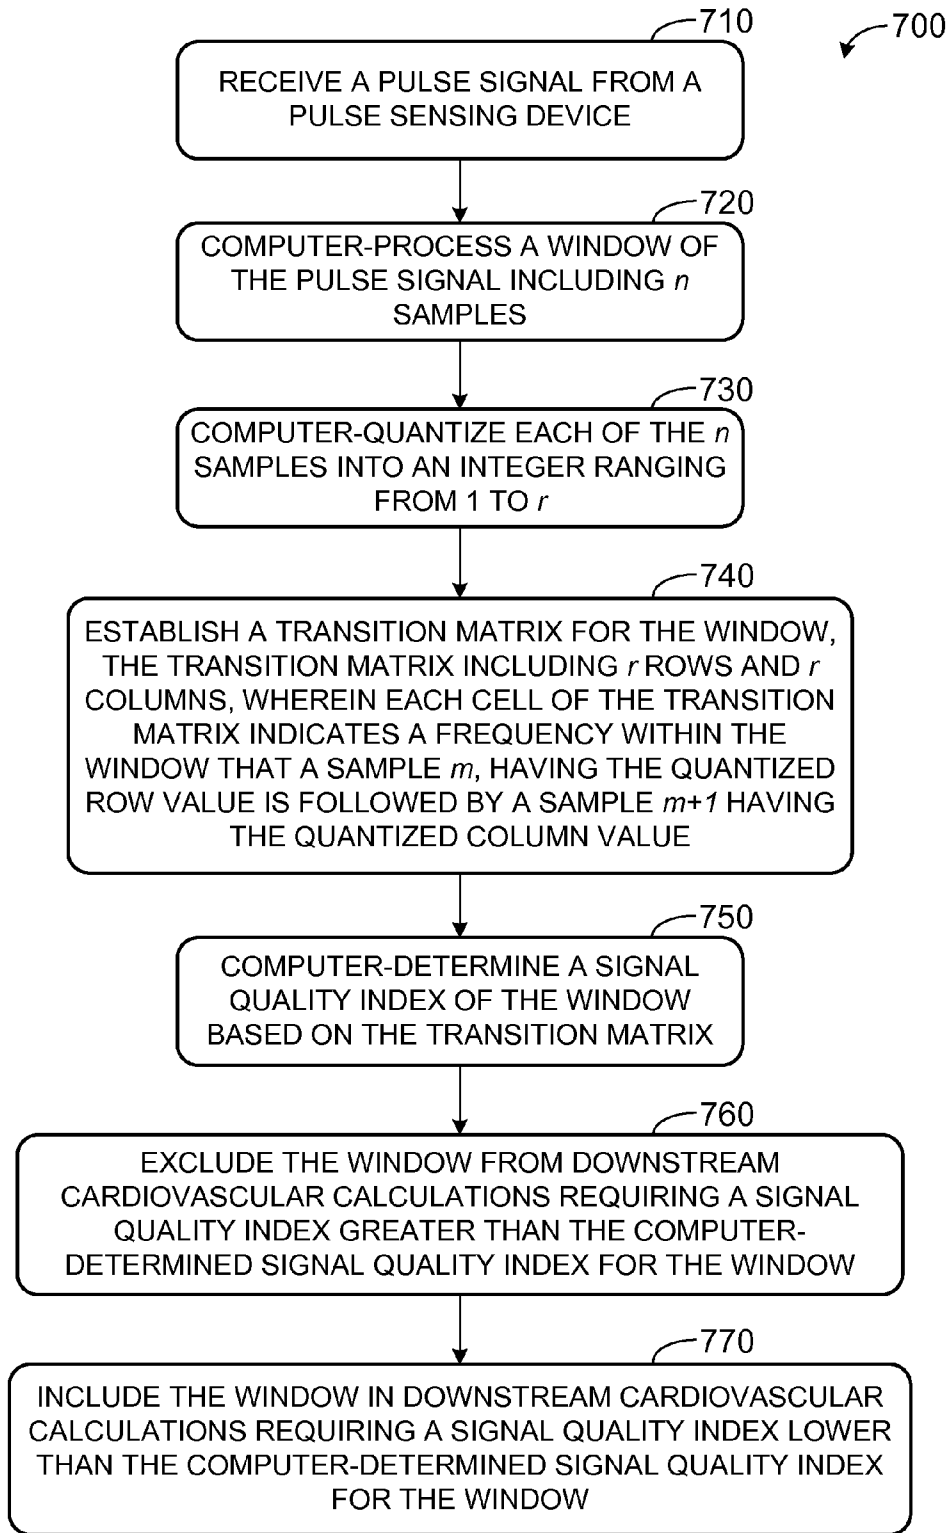 710
700
RECEIVE A PULSE SIGNAL FROM A
PULSE SENSING DEVICE
720
COMPUTER-PROCESS A WINDOW OF
THE PULSE SIGNAL INCLUDING n
SAMPLES
730
COMPUTER-QUANTIZE EACH OF THE n
SAMPLES INTO AN INTEGER RANGING
FROM 1 TO r
740
ESTABLISH A TRANSITION MATRIX FOR THE WINDOW,
THE TRANSITION MATRIX INCLUDING r ROWS AND r
COLUMNS, WHEREIN EACH CELL OF THE TRANSITION
MATRIX INDICATES A FREQUENCY WITHIN THE
WINDOW THAT A SAMPLE m, HAVING THE QUANTIZED
ROW VALUE IS FOLLOWED BY A SAMPLE m+1 HAVING
THE QUANTIZED COLUMN VALUE
750
COMPUTER-DETERMINE A SIGNAL
QUALITY INDEX OF THE WINDOW
BASED ON THE TRANSITION MATRIX
760
EXCLUDE THE WINDOW FROM DOWNSTREAM
CARDIOVASCULAR CALCULATIONS REQUIRING A SIGNAL
QUALITY INDEX GREATER THAN THE COMPUTER-
DETERMINED SIGNAL QUALITY INDEX FOR THE WINDOW
770
INCLUDE THE WINDOW IN DOWNSTREAM CARDIOVASCULAR
CALCULATIONS REQUIRING A SIGNAL QUALITY INDEX LOWER
THAN THE COMPUTER-DETERMINED SIGNAL QUALITY INDEX
FOR THE WINDOW